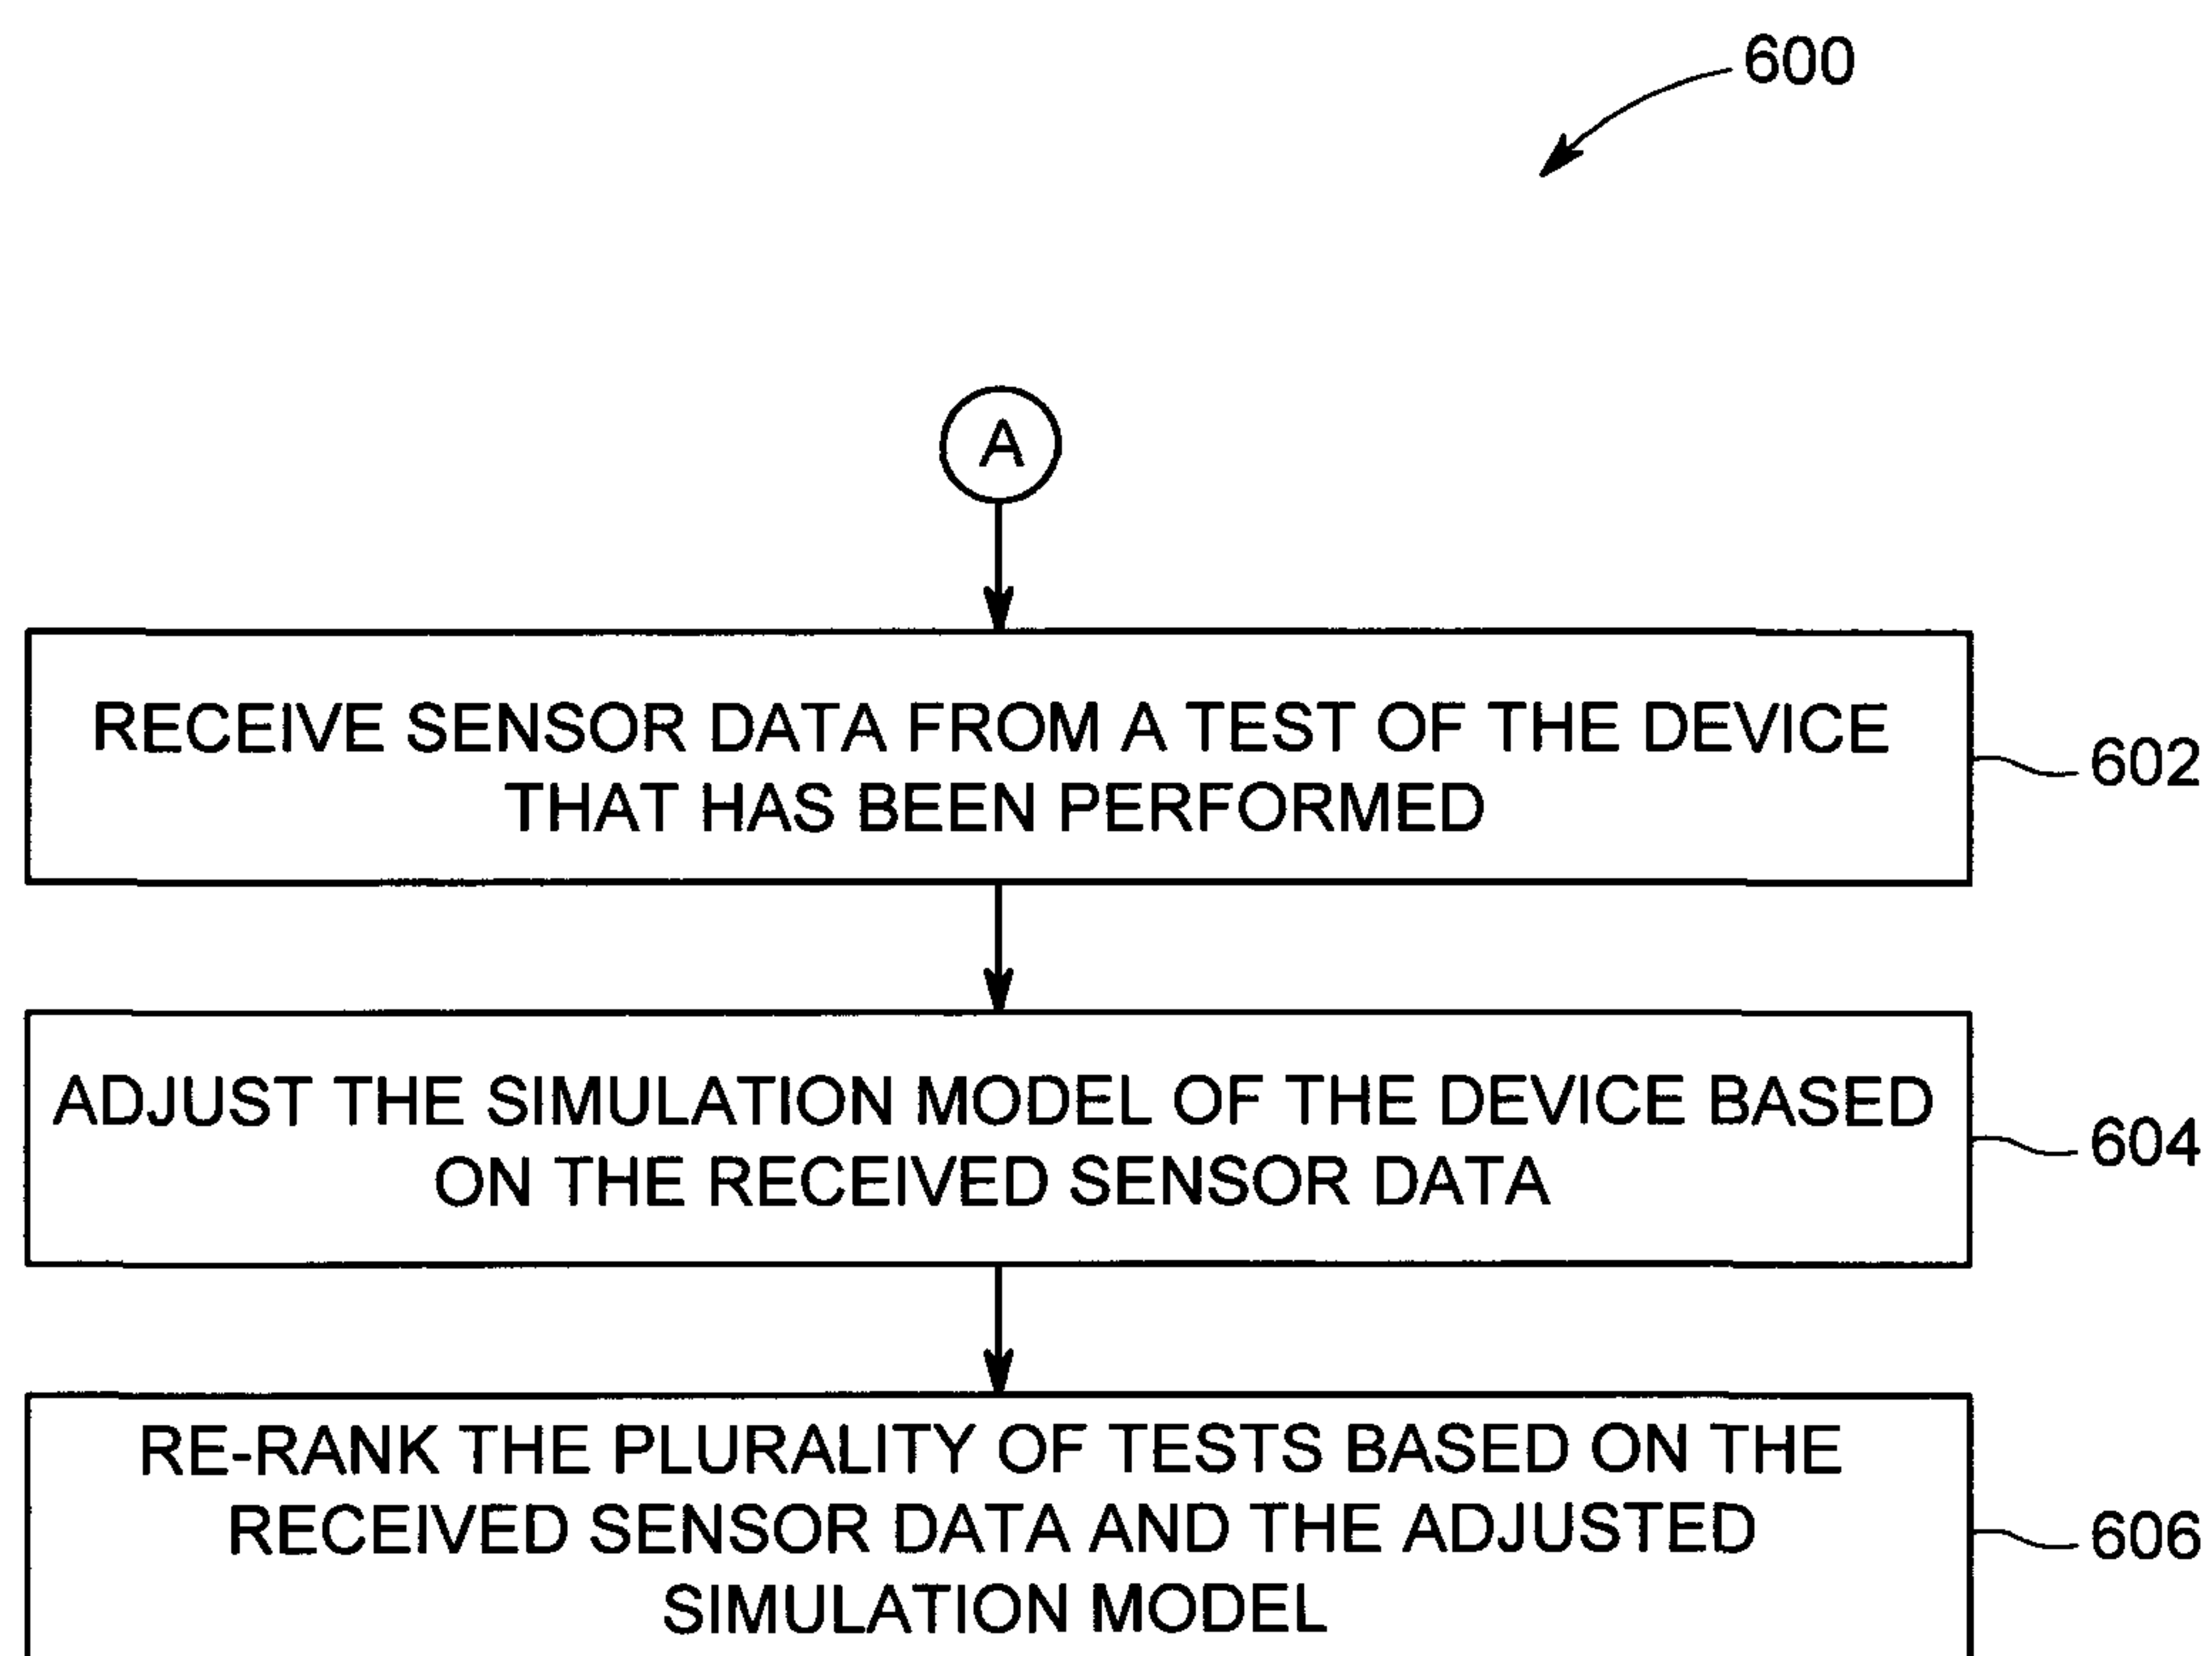 600
A
RECEIVE SENSOR DATA FROM A TEST OF THE DEVICE
THAT HAS BEEN PERFORMED
602
ADJUST THE SIMULATION MODEL OF THE DEVICE BASED
ON THE RECEIVED SENSOR DATA
604
RE-RANK THE PLURALITY OF TESTS BASED ON THE
RECEIVED SENSOR DATA AND THE ADJUSTED
SIMULATION MODEL
606